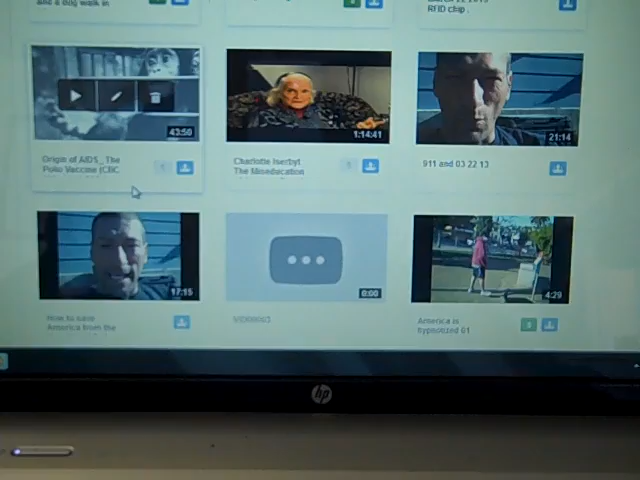 and a dog walk in
RFID chip .
43:50
1:14:41
21:14
Origin of AIDS_ The
Polio Vaccine (CBC
Charlotte Iserbyt
The Miseducation
911 and 03 22 13
17:15
0:00
4:29
How to save
America from the
America is
hypnotized 01
3
hp